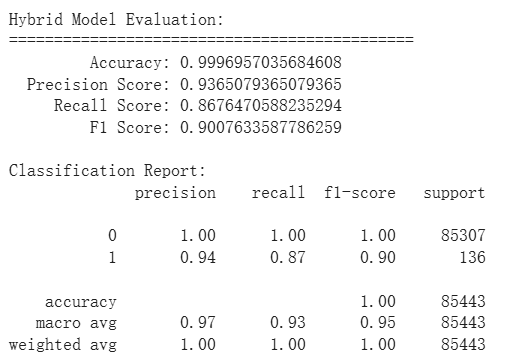 Hybrid Model Evaluation:
=============================================
Accuracy: 0.9996957035684608
Precision Score: 0.9365079365079365
Recall Score: 0.8676470588235294
F1 Score: 0.9007633587786259
Classification Report:
precision recall f1-score support
0 1.00 1.00 1.00 85307
1 0.94 0.87 0.90 136
accuracy 1.00 85443
macro avg 0.97 0.93 0.95 85443
weighted avg 1.00 1.00 1.00 85443